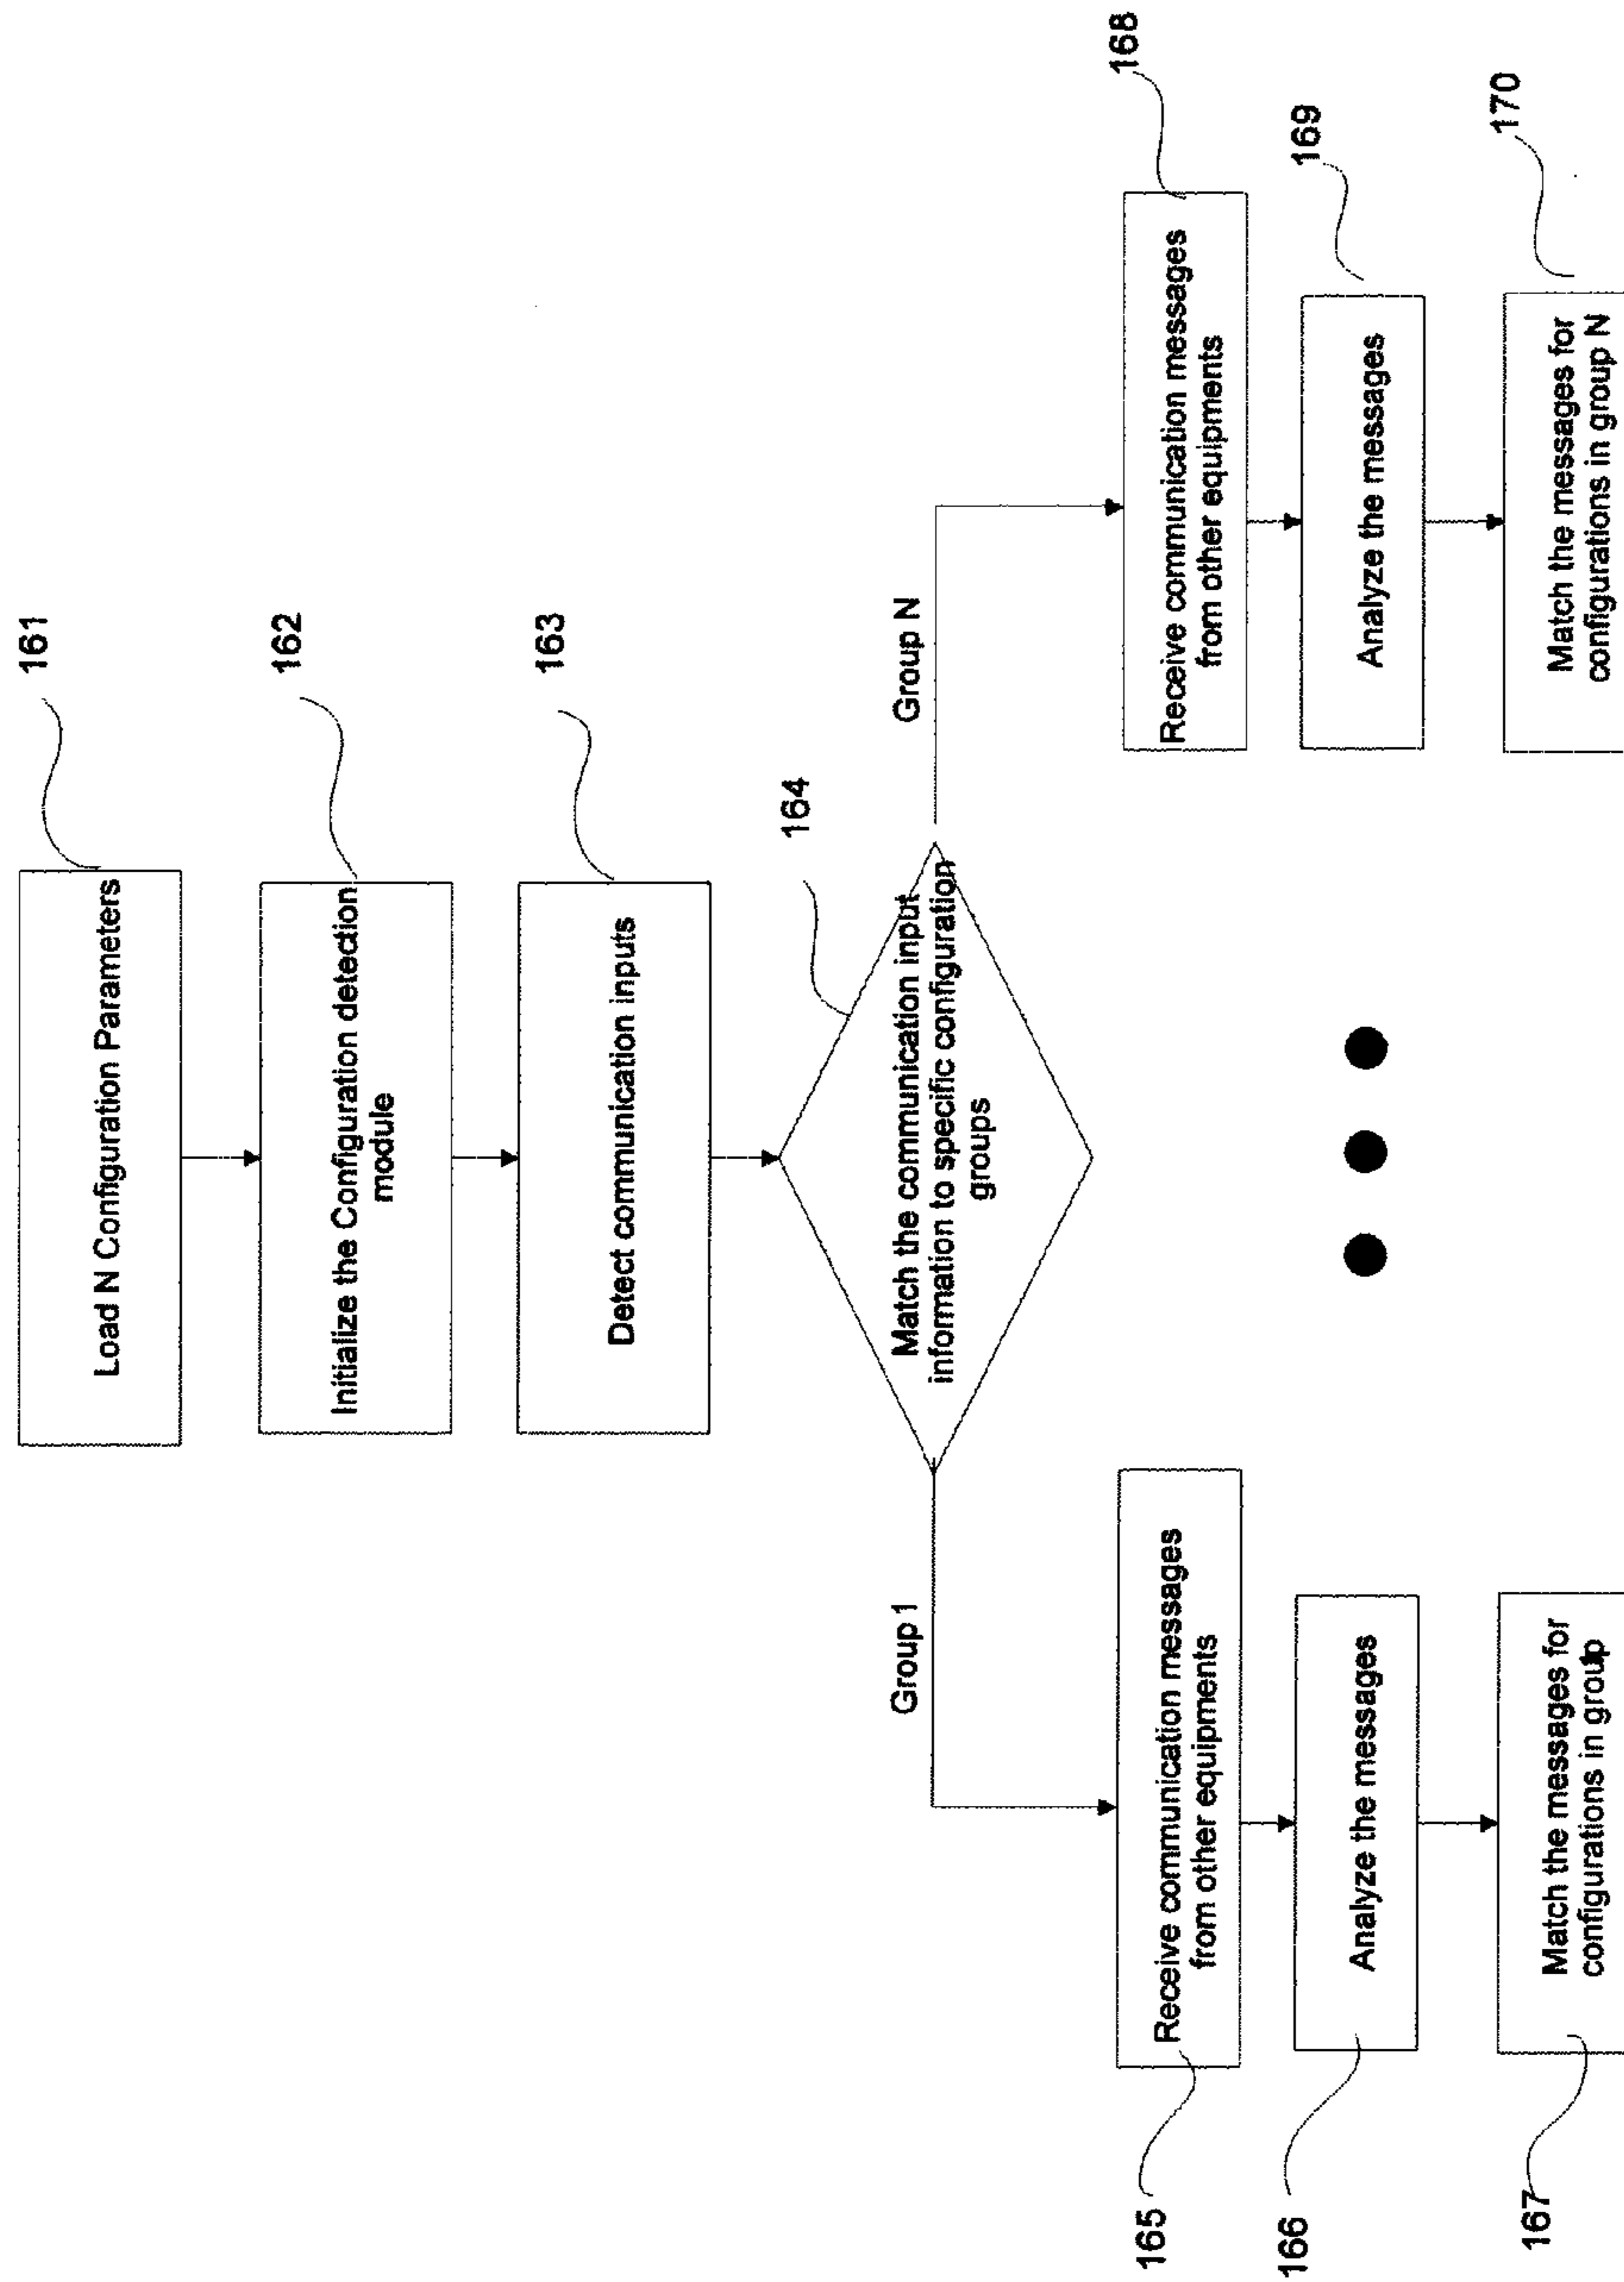 161
Load N Configuration Parameters
162
Initialize the Configuration detection
module
163
Detect communication inputs
164
Match the communication input
information to specific configuration
groups
Group 1
Group N
165
Receive communication messages
from other equipments
168
Receive communication messages
from other equipments
166
Analyze the messages
169
Analyze the messages
167
Match the messages for
configurations in group
170
Match the messages for
configurations in group N